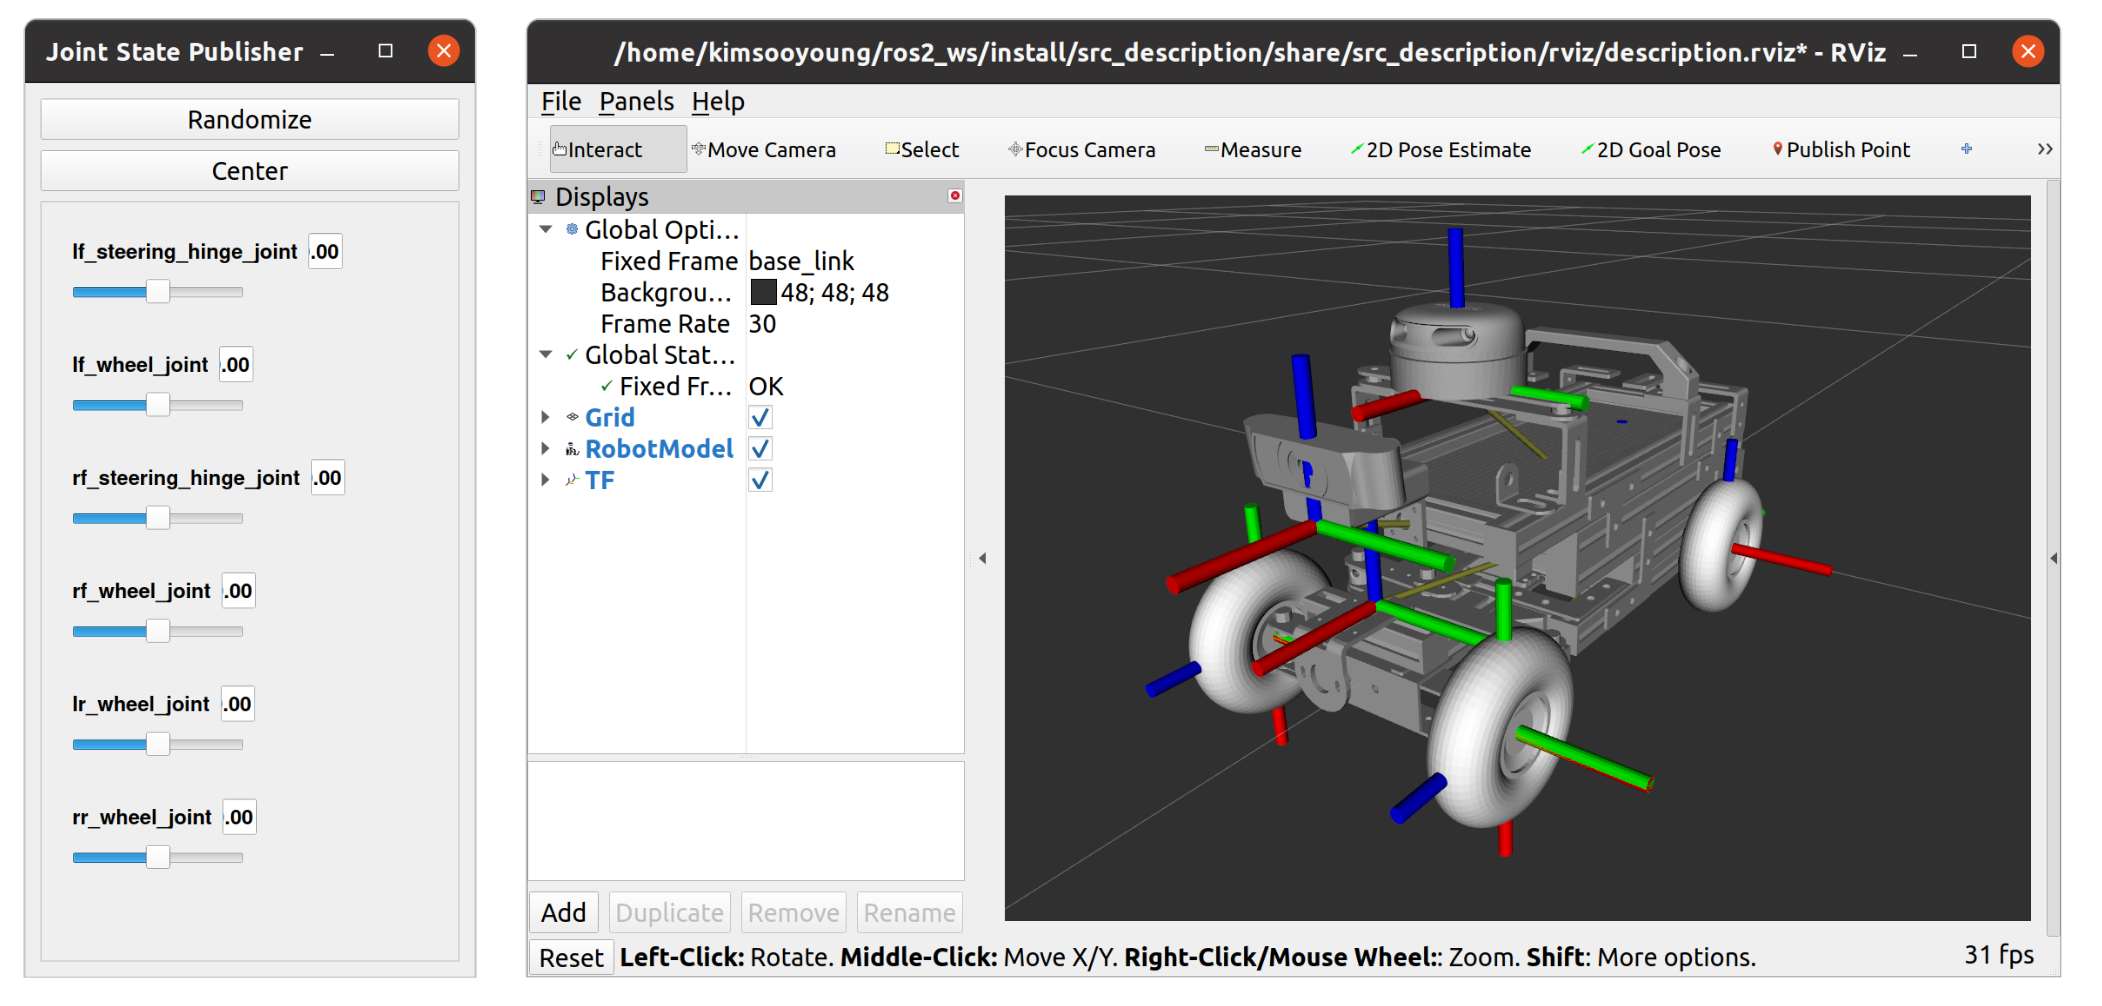 Joint State Publisher
Randomize
Center
lf_steering_hinge_joint .00
lf_wheel_joint .00
rf_steering_hinge_joint .00
rf_wheel_joint .00
lr_wheel_joint .00
rr_wheel_joint .00
/home/kimsooyoung/ros2_ws/install/src_description/share/src_description/rviz/description.rviz* - RViz
File Panels Help
Interact Move Camera Select Focus Camera Measure 2D Pose Estimate 2D Goal Pose Publish Point
Displays
Global Opti...
Fixed Frame base_link
Backgrou... 48; 48; 48
Frame Rate 30
Global Stat...
Fixed Fr... OK
Grid
RobotModel
TF
Add Duplicate Remove Rename
Reset Left-Click: Rotate. Middle-Click: Move X/Y. Right-Click/Mouse Wheel:: Zoom. Shift: More options. 31 fps